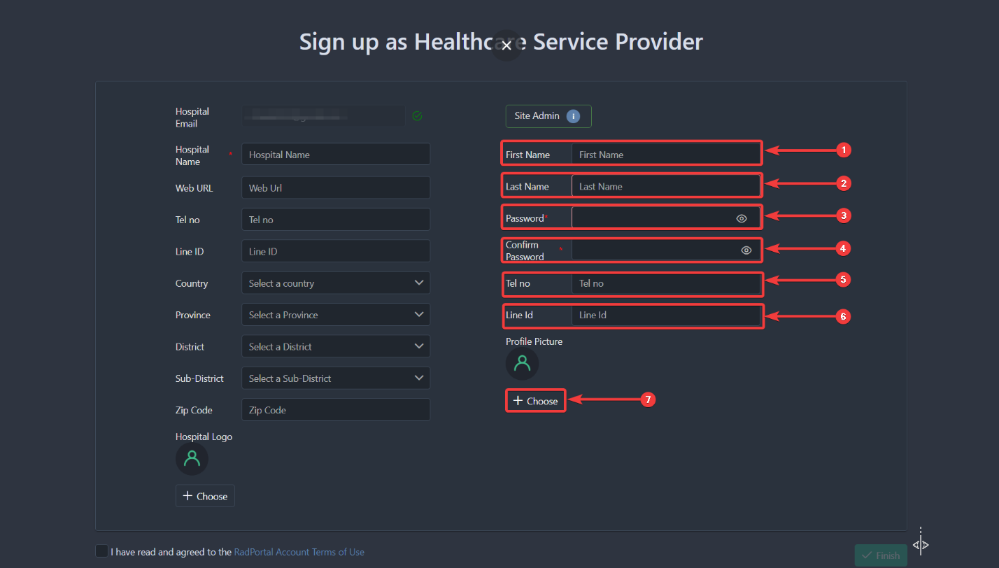 Sign up as Healthcare Service Provider
Hospital
Email
Hospital
Name *
Hospital Name
Web URL
Web Url
Tel no
Tel no
Line ID
Line ID
Country
Select a country
Province
Select a Province
District
Select a District
Sub-District
Select a Sub-District
Zip Code
Zip Code
Hospital Logo
+ Choose
Site Admin i
First Name
First Name
1
Last Name
Last Name
2
Password*
3
Confirm
Password *
4
Tel no
Tel no
5
Line Id
Line Id
6
Profile Picture
+ Choose
7
I have read and agreed to the RadPortal Account Terms of Use
Finish